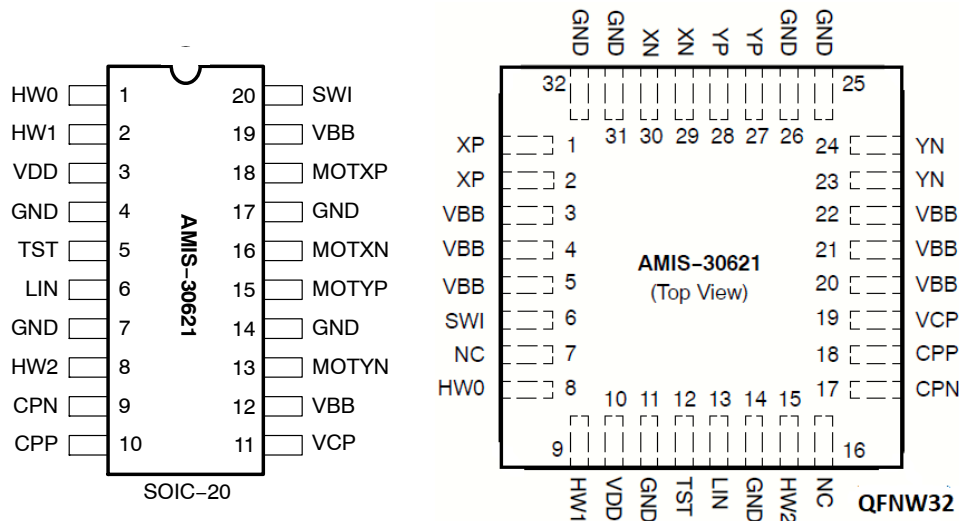 HW0 1 20 SWI
HW1 2 19 VBB
VDD 3 18 MOTXP
GND 4 17 GND
TST 5 16 MOTXN
LIN 6 15 MOTYP
GND 7 14 GND
HW2 8 13 MOTYN
CPN 9 12 VBB
CPP 10 11 VCP
AMIS-30621
SOIC-20
GND GND XN XN YP YP GND GND
32 31 30 29 28 27 26 25
XP 1 24 YN
XP 2 23 YN
VBB 3 22 VBB
VBB 4 21 VBB
VBB 5 20 VBB
SWI 6 19 VCP
NC 7 18 CPP
HW0 8 17 CPN
AMIS-30621
(Top View)
9 10 11 12 13 14 15 16
HW1 VDD GND TST LIN GND HW2 NC
QFNW32